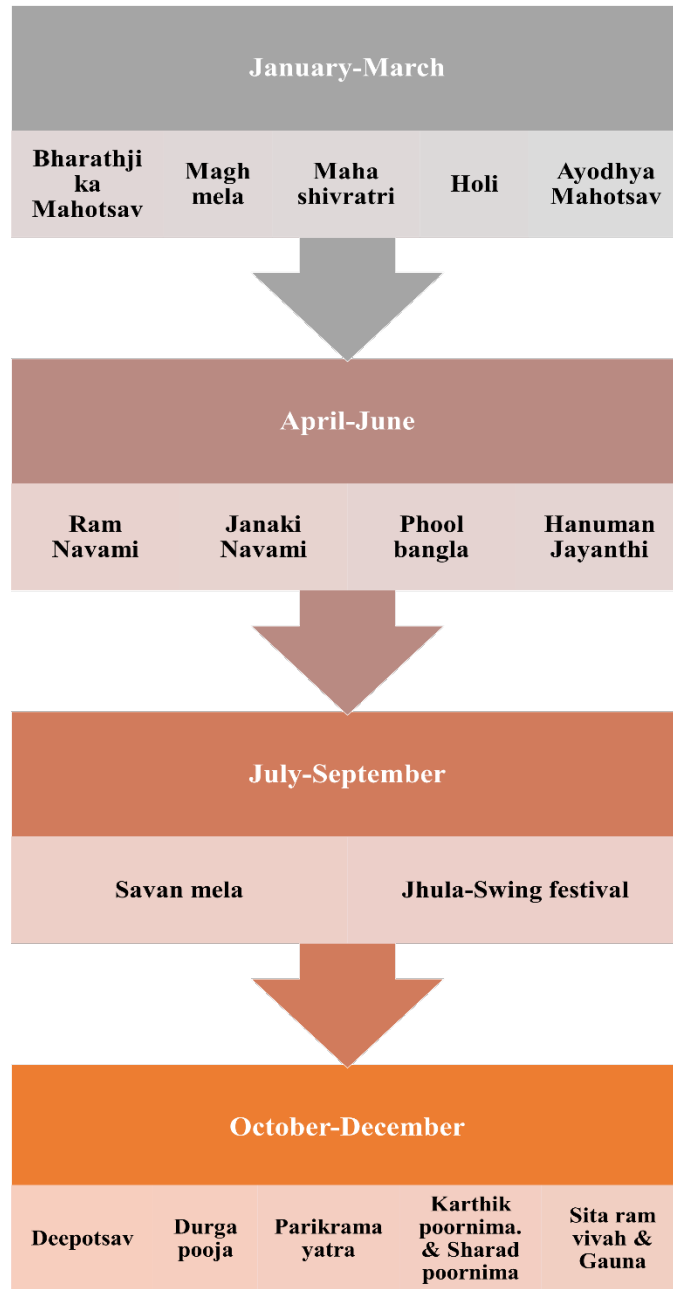 January-March
Bharathji
ka
Mahotsav
Magh
mela
Maha
shivratri
Holi
Ayodhya
Mahotsav
April-June
Ram
Navami
Janaki
Navami
Phool
bangla
Hanuman
Jayanthi
July-September
Savan mela
Jhula-Swing festival
October-December
Deepotsav
Durga
pooja
Parikrama
yatra
Karthik
poornima.
& Sharad
poornima
Sita ram
vivah &
Gauna